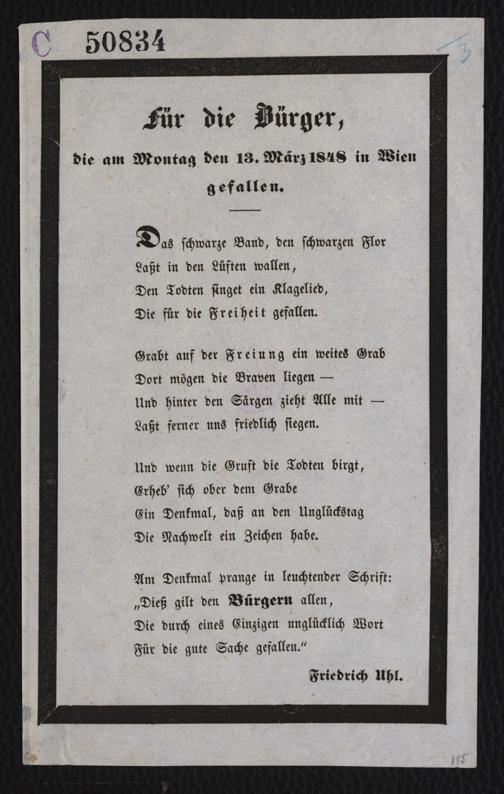 C 50834
3
Für die Bürger,
die am Montag den 13. März 1848 in Wien
gefallen.
Das schwarze Band, den schwarzen Flor
Laßt in den Lüften wallen,
Den Todten singet ein Klagelied,
Die für die Freiheit gefallen.
Grabt auf der Freiung ein weites Grab
Dort mögen die Braven liegen —
Und hinter den Särgen zieht Alle mit —
Laßt ferner uns friedlich siegen.
Und wenn die Gruft die Todten birgt,
Erheb' sich ober dem Grabe
Ein Denkmal, daß an den Unglückstag
Die Nachwelt ein Zeichen habe.
Am Denkmal prange in leuchtender Schrift:
„Dieß gilt den Bürgern allen,
Die durch eines Einzigen unglücklich Wort
Für die gute Sache gefallen.“
Friedrich Uhl.
155